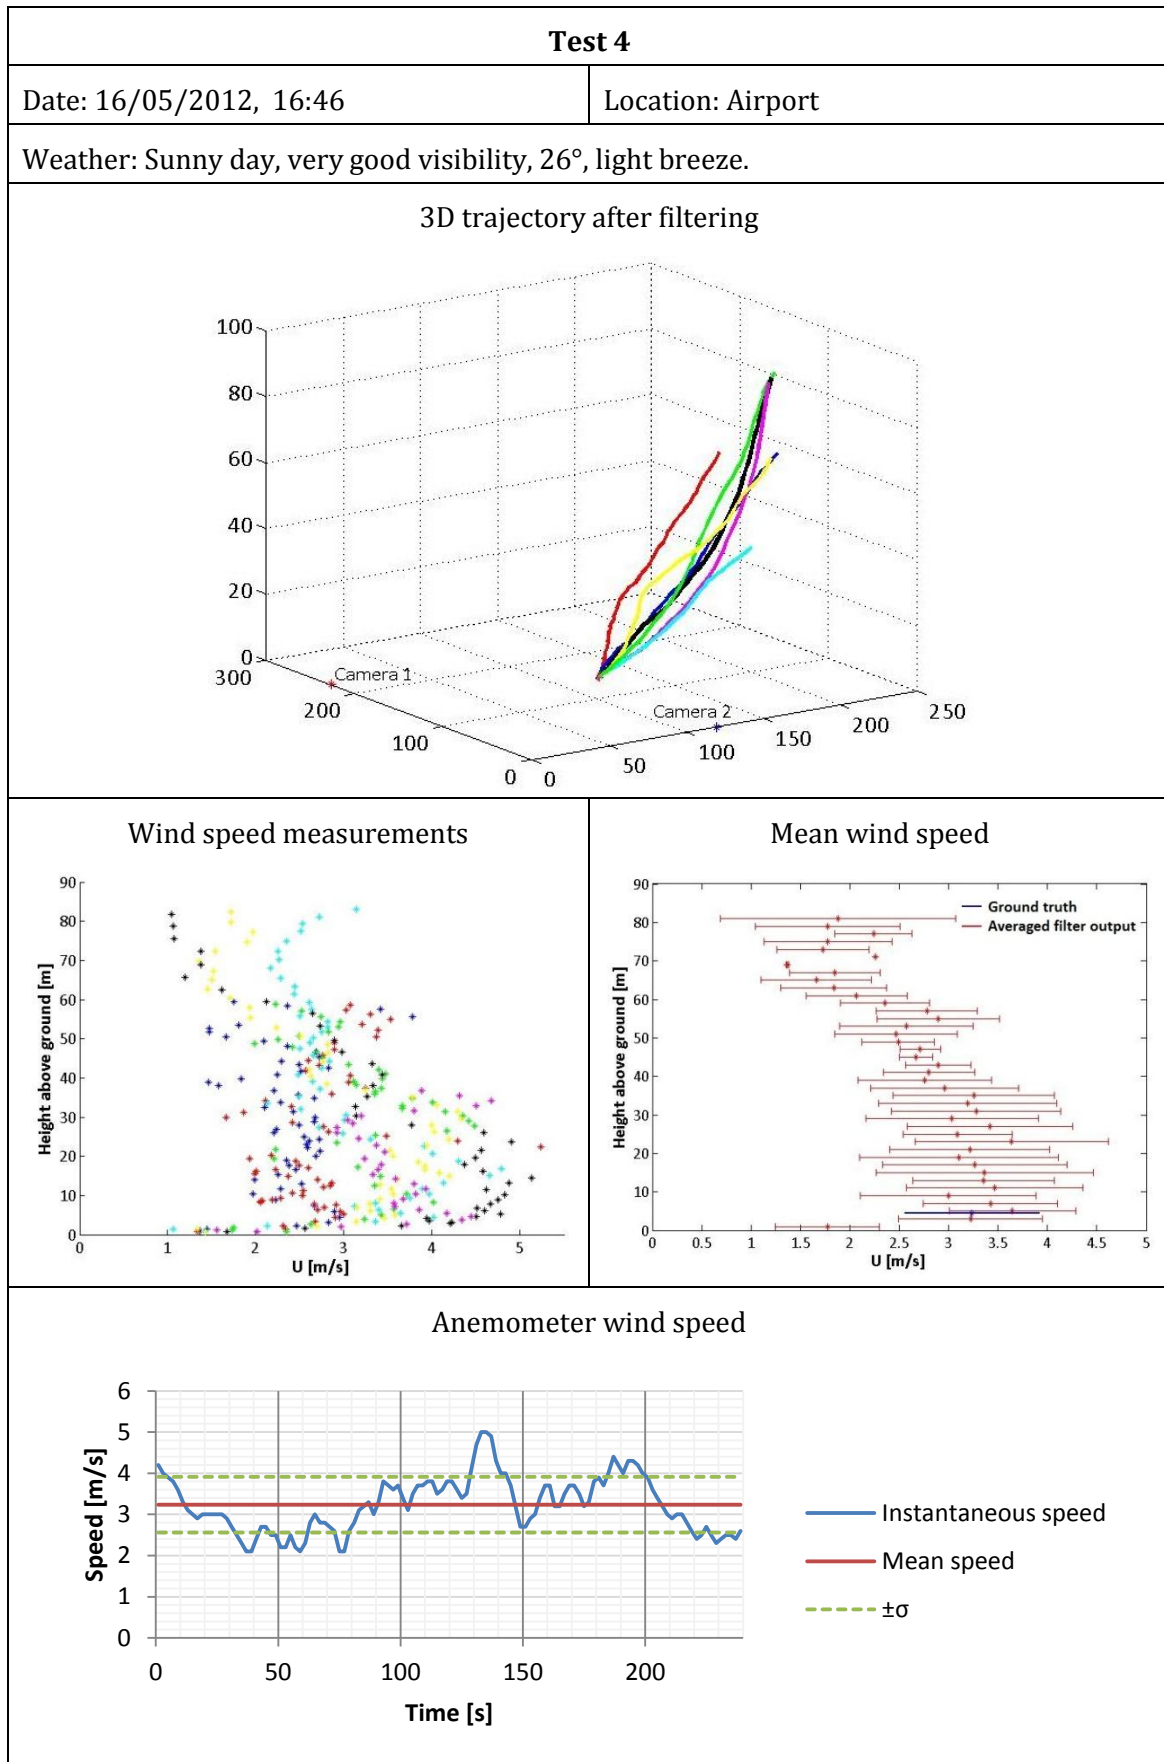 Test 4
Date: 16/05/2012, 16:46
Location: Airport
Weather: Sunny day, very good visibility, 26°, light breeze.
3D trajectory after filtering
100
80
60
40
20
0
300
200
100
0
0
50
100
150
200
250
Camera 1
Camera 2
Wind speed measurements
90
80
70
60
50
40
30
20
10
0
Height above ground [m]
0 1 2 3 4 5
U [m/s]
Mean wind speed
90
80
70
60
50
40
30
20
10
0
Height above ground [m]
Ground truth
Averaged filter output
0 0.5 1 1.5 2 2.5 3 3.5 4 4.5 5
U [m/s]
Anemometer wind speed
6
5
4
3
2
1
0
Speed [m/s]
0 50 100 150 200
Time [s]
Instantaneous speed
Mean speed
±σ